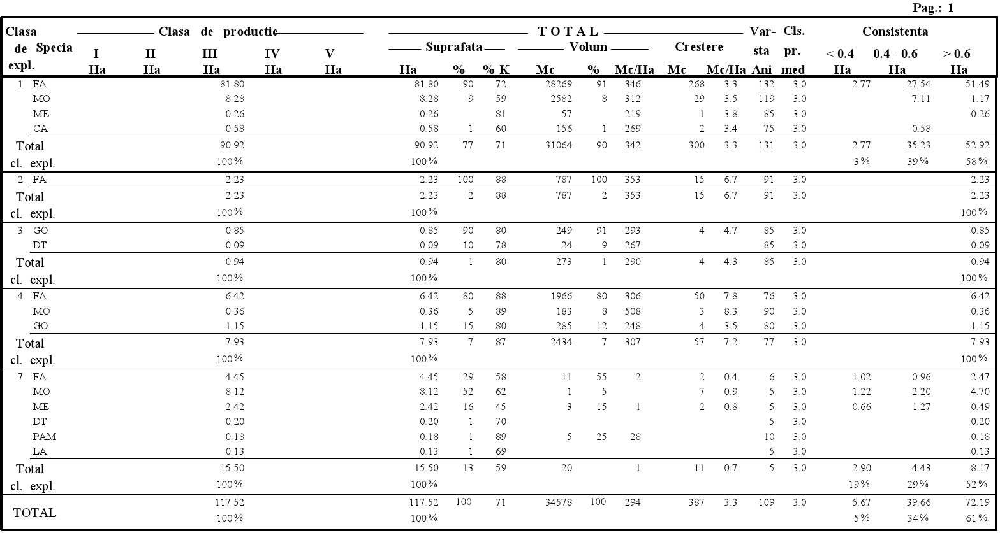 Pag.: 1
Clasa Clasa de productie T O T A L Var- Cls. Consistenta
de Specia Suprafata Volum Crestere sta pr.
expl. I II III IV V < 0.4 0.4 - 0.6 > 0.6
Ha Ha Ha Ha Ha Ha % % K Mc % Mc/Ha Mc Mc/Ha Ani med Ha Ha Ha
1 FA 81.80 81.80 90 72 28269 91 346 268 3.3 132 3.0 2.77 27.54 51.49
MO 8.28 8.28 9 59 2582 8 312 29 3.5 119 3.0 7.11 1.17
ME 0.26 0.26 81 57 219 1 3.8 85 3.0 0.26
CA 0.58 0.58 1 60 156 1 269 2 3.4 75 3.0 0.58
Total 90.92 90.92 77 71 31064 90 342 300 3.3 131 3.0 2.77 35.23 52.92
cl. expl. 100% 100% 3% 39% 58%
2 FA 2.23 2.23 100 88 787 100 353 15 6.7 91 3.0 2.23
Total 2.23 2.23 2 88 787 2 353 15 6.7 91 3.0 2.23
cl. expl. 100% 100% 100%
3 GO 0.85 0.85 90 80 249 91 293 4 4.7 85 3.0 0.85
DT 0.09 0.09 10 78 24 9 267 85 3.0 0.09
Total 0.94 0.94 1 80 273 1 290 4 4.3 85 3.0 0.94
cl. expl. 100% 100% 100%
4 FA 6.42 6.42 80 88 1966 80 306 50 7.8 76 3.0 6.42
MO 0.36 0.36 5 89 183 8 508 3 8.3 90 3.0 0.36
GO 1.15 1.15 15 80 285 12 248 4 3.5 80 3.0 1.15
Total 7.93 7.93 7 87 2434 7 307 57 7.2 77 3.0 7.93
cl. expl. 100% 100% 100%
7 FA 4.45 4.45 29 58 11 55 2 2 0.4 6 3.0 1.02 0.96 2.47
MO 8.12 8.12 52 62 1 5 7 0.9 5 3.0 1.22 2.20 4.70
ME 2.42 2.42 16 45 3 15 1 2 0.8 5 3.0 0.66 1.27 0.49
DT 0.20 0.20 1 70 5 3.0 0.20
PAM 0.18 0.18 1 89 5 25 28 10 3.0 0.18
LA 0.13 0.13 1 69 5 3.0 0.13
Total 15.50 15.50 13 59 20 1 11 0.7 5 3.0 2.90 4.43 8.17
cl. expl. 100% 100% 19% 29% 52%
TOTAL 117.52 117.52 100 71 34578 100 294 387 3.3 109 3.0 5.67 39.66 72.19
100% 100% 5% 34% 61%